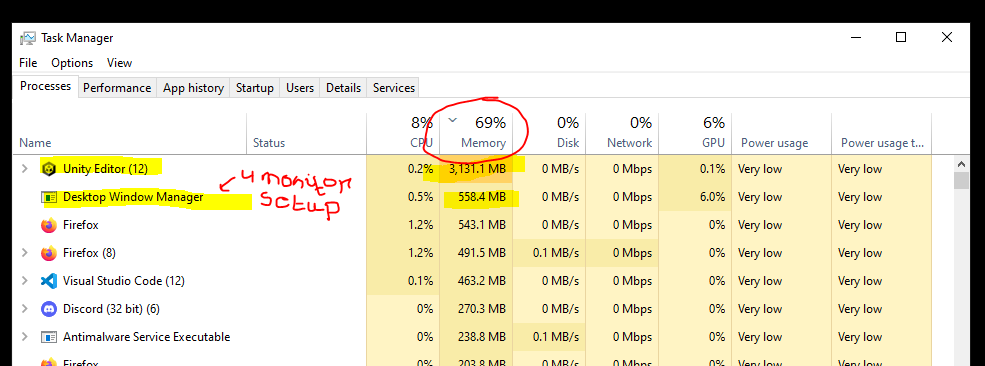 Task Manager
File Options View
Processes Performance App history Startup Users Details Services
8% 69% 0% 0% 6%
Name Status CPU Memory Disk Network GPU Power usage Power usage t...
Unity Editor (12) 0.2% 3,131.1 MB 0 MB/s 0 Mbps 0.1% Very low Very low
4 monitor
setup
Desktop Window Manager 0.5% 558.4 MB 0 MB/s 0 Mbps 6.0% Very low Very low
Firefox 1.2% 543.1 MB 0 MB/s 0 Mbps 0% Very low Very low
Firefox (8) 1.2% 491.5 MB 0.1 MB/s 0 Mbps 0% Very low Very low
Visual Studio Code (12) 0.1% 463.2 MB 0 MB/s 0 Mbps 0% Very low Very low
Discord (32 bit) (6) 0% 270.3 MB 0 MB/s 0 Mbps 0% Very low Very low
Antimalware Service Executable 0% 238.8 MB 0.1 MB/s 0 Mbps 0% Very low Very low
Firefox 0% 203.8 MB 0 MB/s 0 Mbps 0% Very low Very low